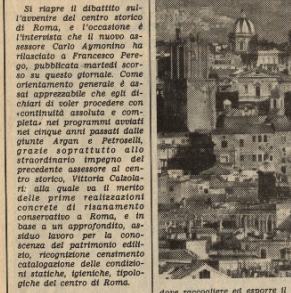 Si riapre il dibattito sul-
l'avvenire del centro storico
di Roma, e l'occasione è
l'intervista che il nuovo as-
sessore Carlo Aymonino ha
rilasciato a Francesco Pere-
go, pubblicata martedì scor-
so su questo giornale. Come
orientamento generale è as-
sai apprezzabile che egli di-
chiari di voler procedere con
«continuità assoluta e com-
pleta» nei programmi avviati
nei cinque anni passati dalle
giunte Argan e Petroselli,
grazie soprattutto allo
straordinario impegno del
precedente assessore al cen-
tro storico, Vittoria Calzola-
ri: alla quale va il merito
delle prime realizzazioni
concrete di risanamento
conservativo a Roma, e in
base a un approfondito, as-
siduo lavoro per la cono-
scenza del patrimonio edili-
zio, ricognizione censimento
catalogazione delle condizio-
ni statiche, igieniche, tipolo-
giche del centro di Roma.
dove raccogliere ed esporre il